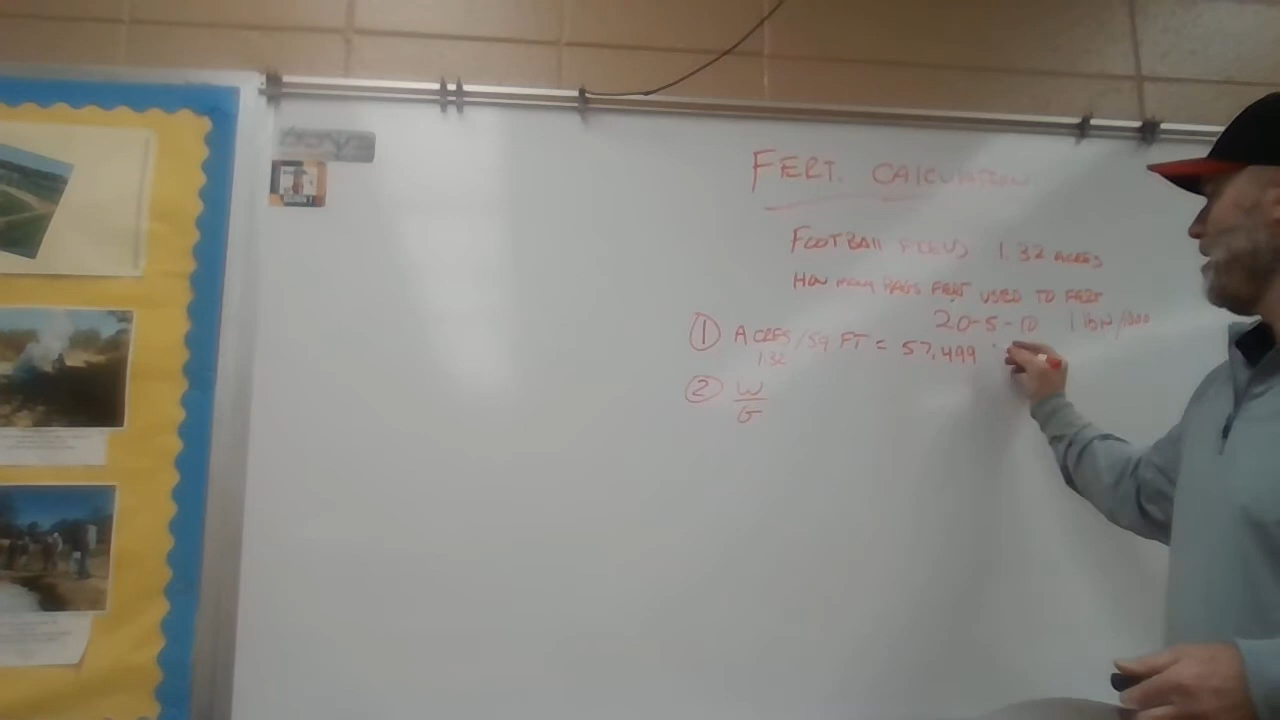 FERT. CALCULATION
FOOTBALL FIELD 1.32 ACRES
HOW MANY BAGS FERT USED TO FERT
20-5-10 1 lb N/1000
① ACRES/SQ FT = 57,499
1.32
② W
G